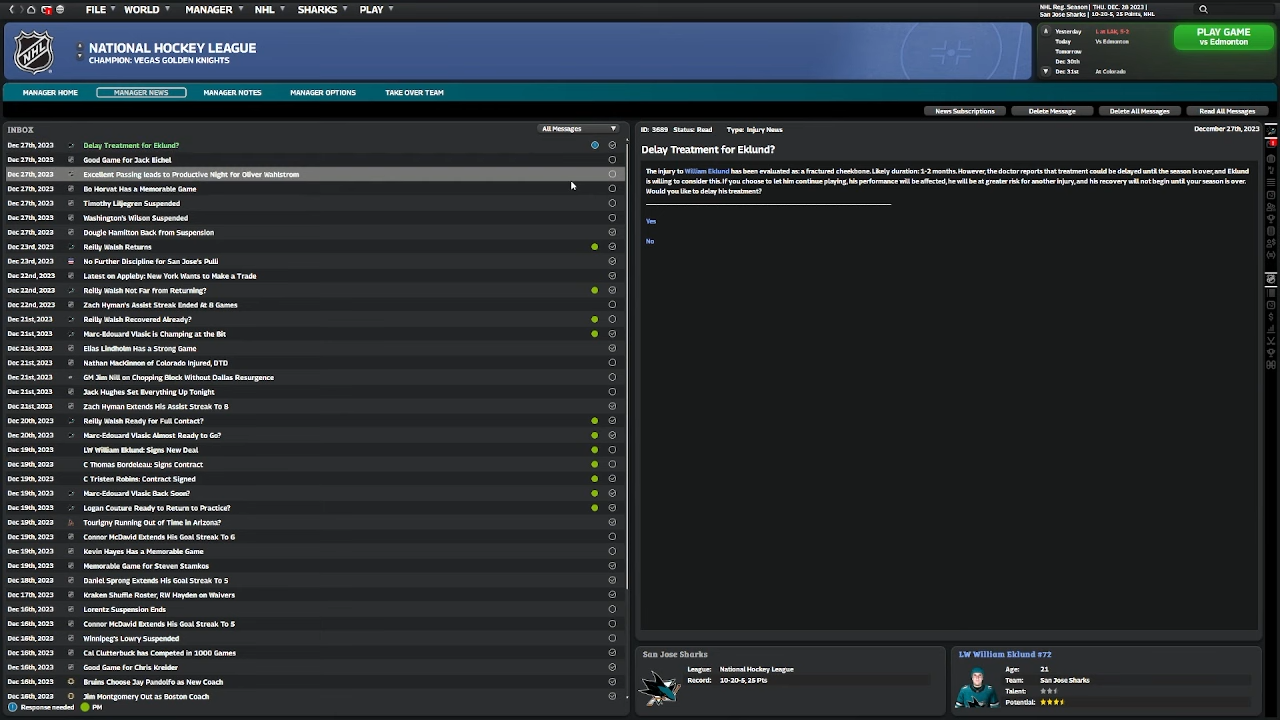 FILE WORLD MANAGER NHL SHARKS PLAY
NHL Reg. Season | THU. DEC. 28 2023 |
San Jose Sharks | 10-20-5, 25 Points, NHL
NATIONAL HOCKEY LEAGUE
CHAMPION: VEGAS GOLDEN KNIGHTS
Yesterday L at LAK, 5-2
Today Vs Edmonton
Tomorrow
Dec 30th
Dec 31st At Colorado
PLAY GAME
vs Edmonton
MANAGER HOME MANAGER NEWS MANAGER NOTES MANAGER OPTIONS TAKE OVER TEAM
News Subscriptions Delete Message Delete All Messages Read All Messages
INBOX All Messages
Dec 27th, 2023 Delay Treatment for Eklund?
Dec 27th, 2023 Good Game for Jack Eichel
Dec 27th, 2023 Excellent Passing leads to Productive Night for Oliver Wahlstrom
Dec 27th, 2023 Bo Horvat Has a Memorable Game
Dec 27th, 2023 Timothy Liljegren Suspended
Dec 27th, 2023 Washington's Wilson Suspended
Dec 27th, 2023 Dougie Hamilton Back from Suspension
Dec 23rd, 2023 Reilly Walsh Returns
Dec 23rd, 2023 No Further Discipline for San Jose's Pulli
Dec 22nd, 2023 Latest on Appleby: New York Wants to Make a Trade
Dec 22nd, 2023 Reilly Walsh Not Far from Returning?
Dec 22nd, 2023 Zach Hyman's Assist Streak Ended At 8 Games
Dec 21st, 2023 Reilly Walsh Recovered Already?
Dec 21st, 2023 Marc-Edouard Vlasic is Champing at the Bit
Dec 21st, 2023 Elias Lindholm Has a Strong Game
Dec 21st, 2023 Nathan MacKinnon of Colorado Injured, DTD
Dec 21st, 2023 GM Jim Nill on Chopping Block Without Dallas Resurgence
Dec 21st, 2023 Jack Hughes Set Everything Up Tonight
Dec 21st, 2023 Zach Hyman Extends His Assist Streak To 8
Dec 20th, 2023 Reilly Walsh Ready for Full Contact?
Dec 20th, 2023 Marc-Edouard Vlasic Almost Ready to Go?
Dec 19th, 2023 LW William Eklund: Signs New Deal
Dec 19th, 2023 C Thomas Bordeleau: Signs Contract
Dec 19th, 2023 C Tristen Robins: Contract Signed
Dec 19th, 2023 Marc-Edouard Vlasic Back Soon?
Dec 19th, 2023 Logan Couture Ready to Return to Practice?
Dec 19th, 2023 Tourigny Running Out of Time in Arizona?
Dec 19th, 2023 Connor McDavid Extends His Goal Streak To 6
Dec 19th, 2023 Kevin Hayes Has a Memorable Game
Dec 19th, 2023 Memorable Game for Steven Stamkos
Dec 18th, 2023 Daniel Sprong Extends His Goal Streak To 5
Dec 17th, 2023 Kraken Shuffle Roster, RW Hayden on Waivers
Dec 16th, 2023 Lorentz Suspension Ends
Dec 16th, 2023 Connor McDavid Extends His Goal Streak To 5
Dec 16th, 2023 Winnipeg's Lowry Suspended
Dec 16th, 2023 Cal Clutterbuck has Competed in 1000 Games
Dec 16th, 2023 Good Game for Chris Kreider
Dec 16th, 2023 Bruins Choose Jay Pandolfo as New Coach
Dec 16th, 2023 Jim Montgomery Out as Boston Coach
Response needed PM
ID: 3689 Status: Read Type: Injury News December 27th, 2023
Delay Treatment for Eklund?
The injury to William Eklund has been evaluated as: a fractured cheekbone. Likely duration: 1-2 months. However, the doctor reports that treatment could be delayed until the season is over, and Eklund
is willing to consider this. If you choose to let him continue playing, his performance will be affected, he will be at greater risk for another injury, and his recovery will not begin until your season is over.
Would you like to delay his treatment?
Yes
No
San Jose Sharks
League: National Hockey League
Record: 10-20-5, 25 Pts
LW William Eklund #72
Age: 21
Team: San Jose Sharks
Talent:
Potential: